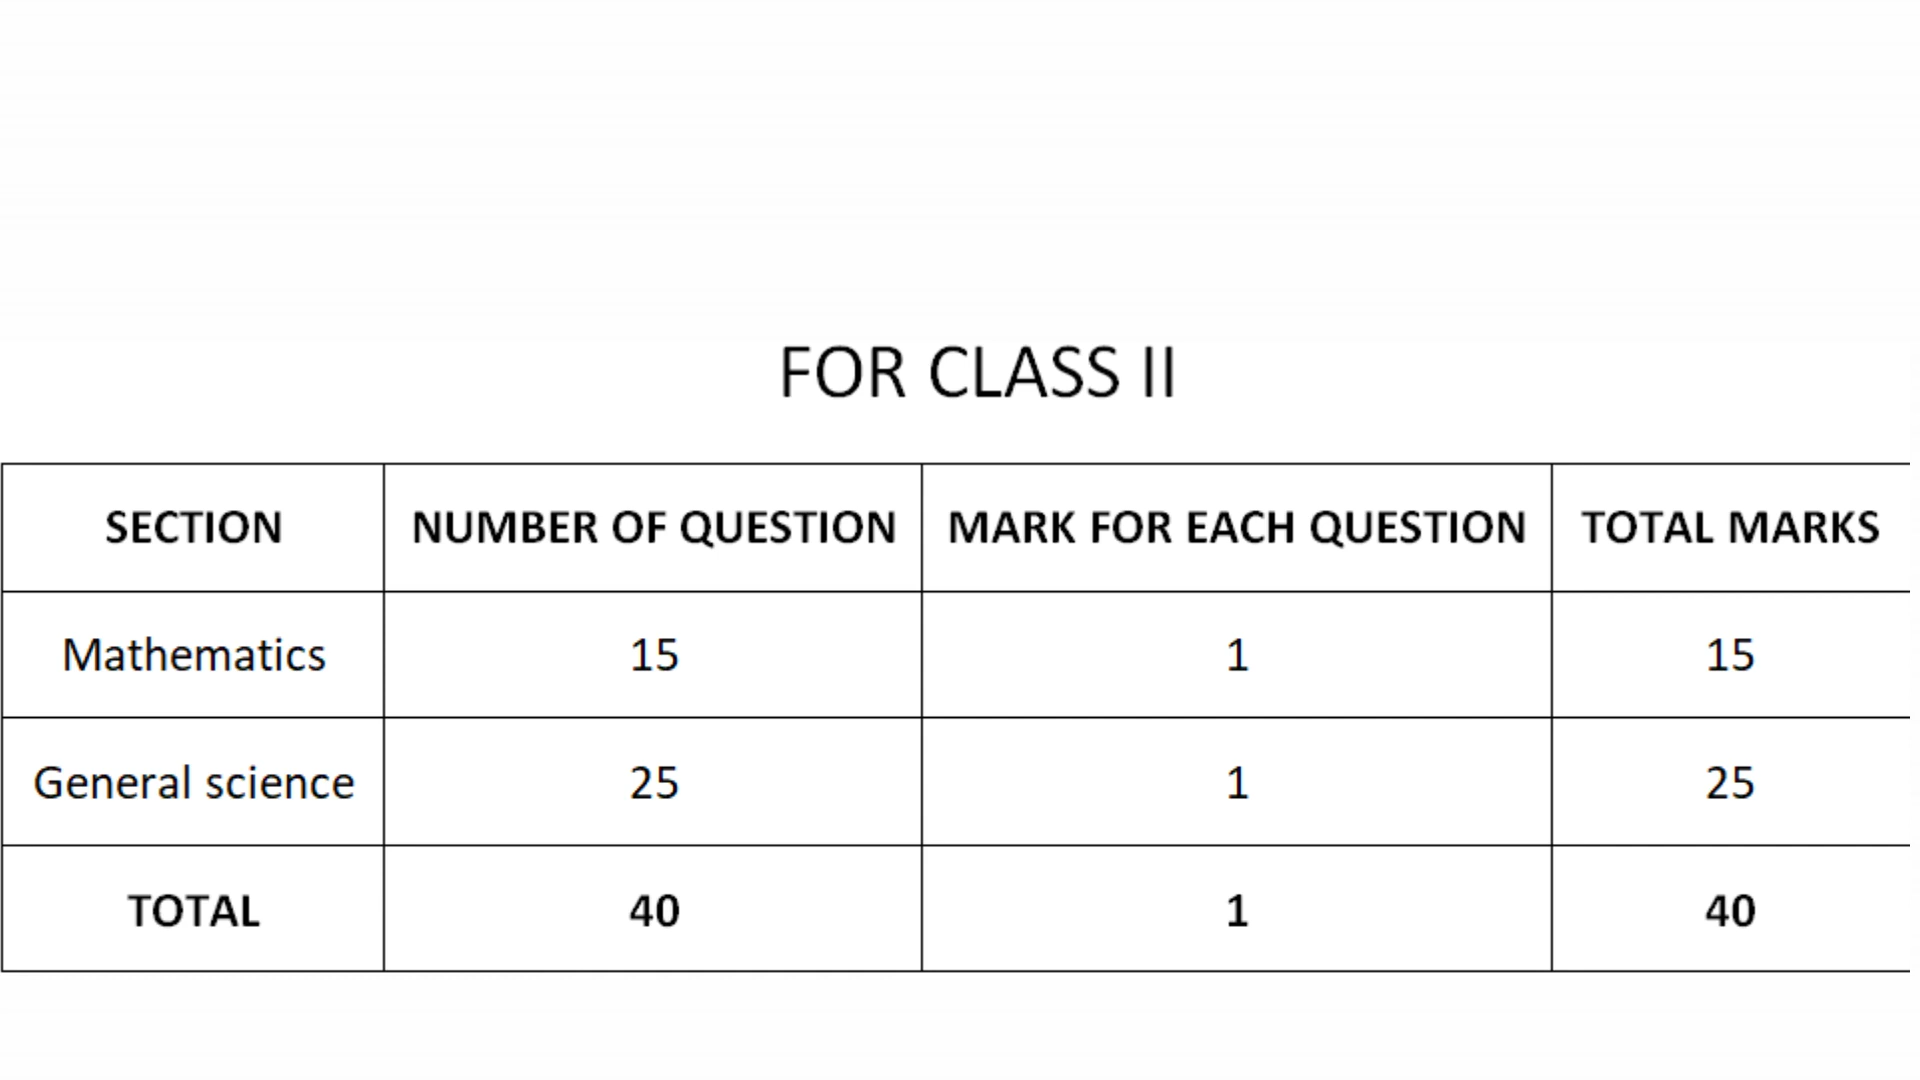 FOR CLASS II
SECTION NUMBER OF QUESTION MARK FOR EACH QUESTION TOTAL MARKS
Mathematics 15 1 15
General science 25 1 25
TOTAL 40 1 40